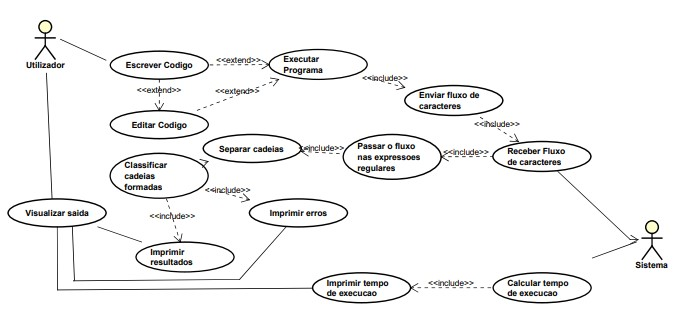 Utilizador
Escrever Codigo
<<extend>>
Executar
Programa
<<include>>
<<extend>>
<<extend>>
Enviar fluxo de
caracteres
Editar Codigo
<<include>>
Separar cadeias
<<include>>
Passar o fluxo
nas expressoes
regulares
<<include>>
Receber Fluxo
de caracteres
Classificar
cadeias
formadas
<<include>>
Visualizar saida
<<include>>
Imprimir erros
Imprimir
resultados
Sistema
Imprimir tempo
de execucao
<<include>>
Calcular tempo
de execucao